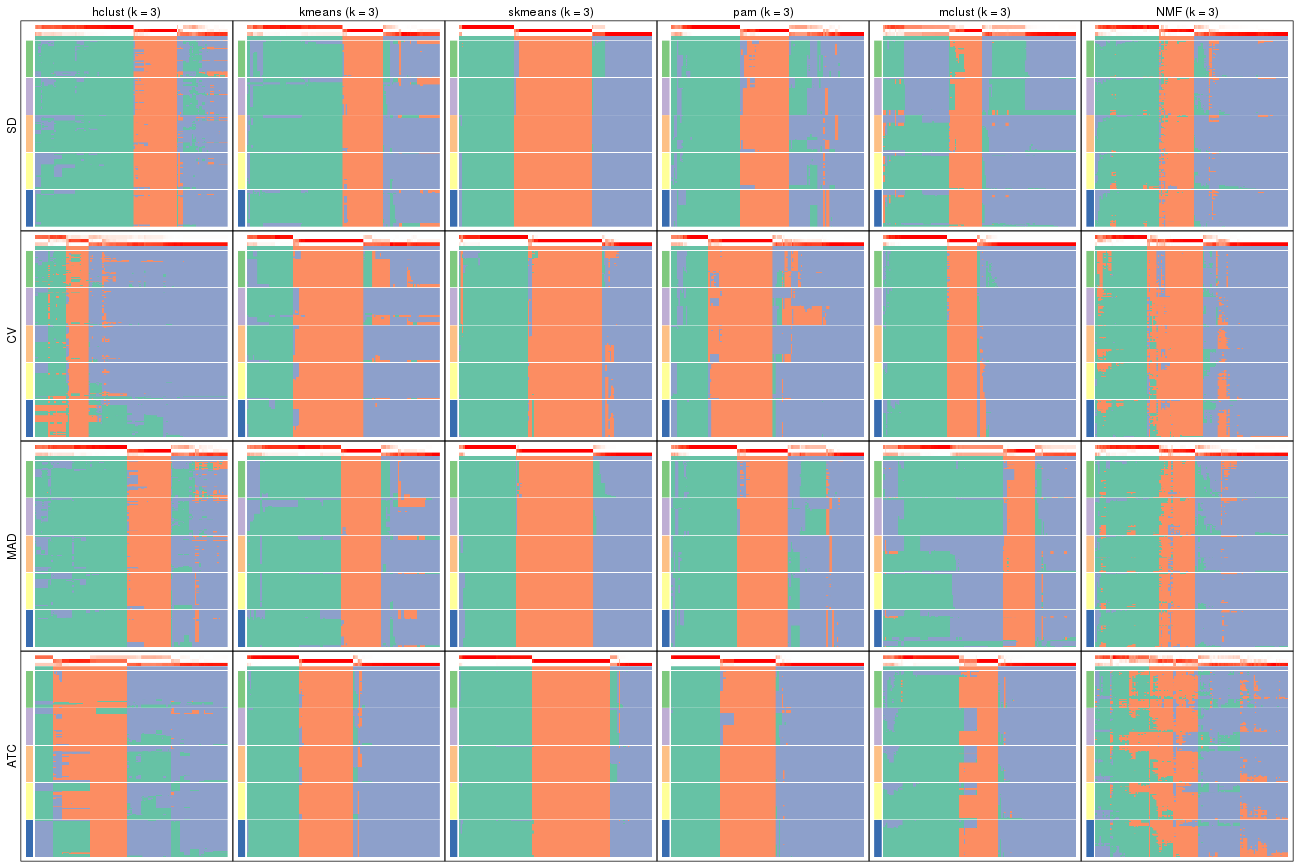 hclust (k = 3)
kmeans (k = 3)
skmeans (k = 3)
pam (k = 3)
mclust (k = 3)
NMF (k = 3)
SD
CV
MAD
ATC